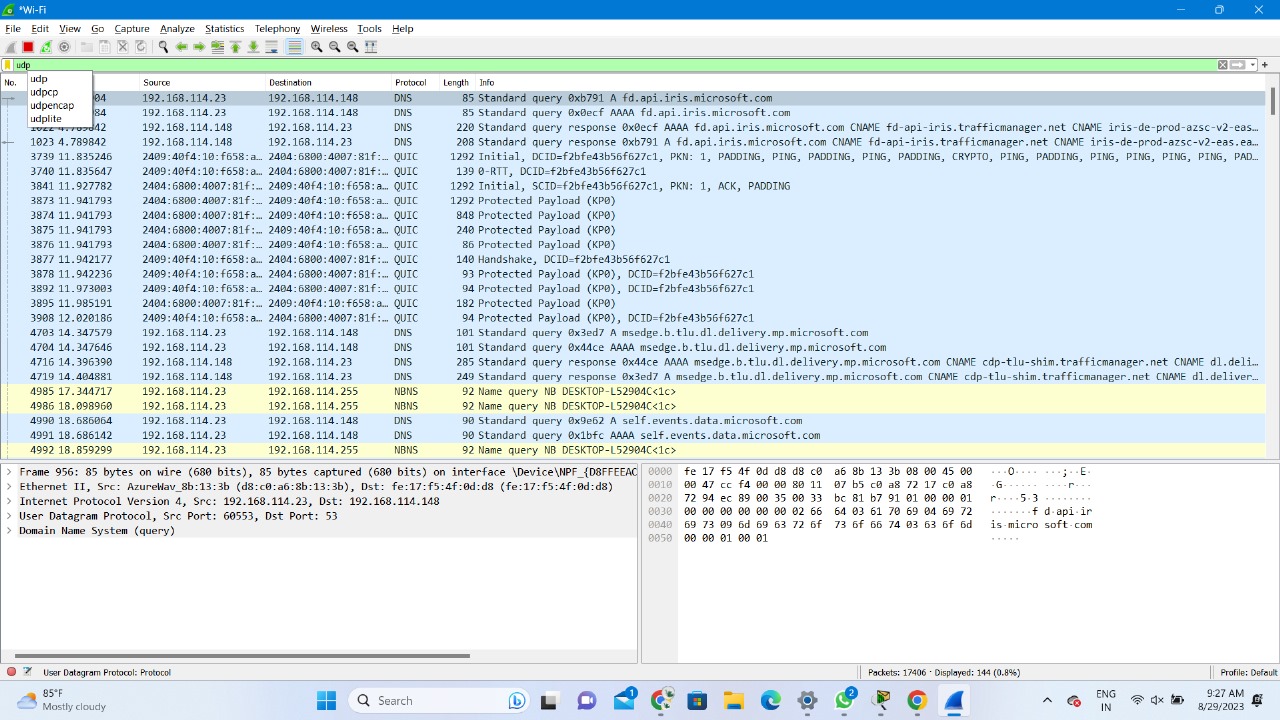 *Wi-Fi
File Edit View Go Capture Analyze Statistics Telephony Wireless Tools Help
udp
No. Source Destination Protocol Length Info
udp
udpcp
udpencap
udplite
04 192.168.114.23 192.168.114.148 DNS 85 Standard query 0xb791 A fd.api.iris.microsoft.com
84 192.168.114.23 192.168.114.148 DNS 85 Standard query 0x0ecf AAAA fd.api.iris.microsoft.com
1022 4.789842 192.168.114.148 192.168.114.23 DNS 220 Standard query response 0x0ecf AAAA fd.api.iris.microsoft.com CNAME fd-api-iris.trafficmanager.net CNAME iris-de-prod-azsc-v2-eas…
1023 4.789842 192.168.114.148 192.168.114.23 DNS 208 Standard query response 0xb791 A fd.api.iris.microsoft.com CNAME fd-api-iris.trafficmanager.net CNAME iris-de-prod-azsc-v2-eas.ea…
3739 11.835246 2409:40f4:10:f658:a… 2404:6800:4007:81f:… QUIC 1292 Initial, DCID=f2bfe43b56f627c1, PKN: 1, PADDING, PING, PADDING, PING, PADDING, CRYPTO, PING, PADDING, PING, PING, PING, PING, PAD…
3740 11.835647 2409:40f4:10:f658:a… 2404:6800:4007:81f:… QUIC 139 0-RTT, DCID=f2bfe43b56f627c1
3841 11.927782 2404:6800:4007:81f:… 2409:40f4:10:f658:a… QUIC 1292 Initial, SCID=f2bfe43b56f627c1, PKN: 1, ACK, PADDING
3873 11.941793 2404:6800:4007:81f:… 2409:40f4:10:f658:a… QUIC 1292 Protected Payload (KP0)
3874 11.941793 2404:6800:4007:81f:… 2409:40f4:10:f658:a… QUIC 848 Protected Payload (KP0)
3875 11.941793 2404:6800:4007:81f:… 2409:40f4:10:f658:a… QUIC 240 Protected Payload (KP0)
3876 11.941793 2404:6800:4007:81f:… 2409:40f4:10:f658:a… QUIC 86 Protected Payload (KP0)
3877 11.942177 2409:40f4:10:f658:a… 2404:6800:4007:81f:… QUIC 140 Handshake, DCID=f2bfe43b56f627c1
3878 11.942236 2409:40f4:10:f658:a… 2404:6800:4007:81f:… QUIC 93 Protected Payload (KP0), DCID=f2bfe43b56f627c1
3892 11.973003 2409:40f4:10:f658:a… 2404:6800:4007:81f:… QUIC 94 Protected Payload (KP0), DCID=f2bfe43b56f627c1
3895 11.985191 2404:6800:4007:81f:… 2409:40f4:10:f658:a… QUIC 182 Protected Payload (KP0)
3908 12.020186 2409:40f4:10:f658:a… 2404:6800:4007:81f:… QUIC 94 Protected Payload (KP0), DCID=f2bfe43b56f627c1
4703 14.347579 192.168.114.23 192.168.114.148 DNS 101 Standard query 0x3ed7 A msedge.b.tlu.dl.delivery.mp.microsoft.com
4704 14.347646 192.168.114.23 192.168.114.148 DNS 101 Standard query 0x44ce AAAA msedge.b.tlu.dl.delivery.mp.microsoft.com
4716 14.396390 192.168.114.148 192.168.114.23 DNS 285 Standard query response 0x44ce AAAA msedge.b.tlu.dl.delivery.mp.microsoft.com CNAME cdp-tlu-shim.trafficmanager.net CNAME dl.deli…
4719 14.404881 192.168.114.148 192.168.114.23 DNS 249 Standard query response 0x3ed7 A msedge.b.tlu.dl.delivery.mp.microsoft.com CNAME cdp-tlu-shim.trafficmanager.net CNAME dl.deliver…
4985 17.344717 192.168.114.23 192.168.114.255 NBNS 92 Name query NB DESKTOP-L52904C<1c>
4986 18.098960 192.168.114.23 192.168.114.255 NBNS 92 Name query NB DESKTOP-L52904C<1c>
4990 18.686064 192.168.114.23 192.168.114.148 DNS 90 Standard query 0x9e62 A self.events.data.microsoft.com
4991 18.686142 192.168.114.23 192.168.114.148 DNS 90 Standard query 0x1bfc AAAA self.events.data.microsoft.com
4992 18.859299 192.168.114.23 192.168.114.255 NBNS 92 Name query NB DESKTOP-L52904C<1c>
Frame 956: 85 bytes on wire (680 bits), 85 bytes captured (680 bits) on interface \Device\NPF_{D8FFEEAC
Ethernet II, Src: AzureWav_8b:13:3b (d8:c0:a6:8b:13:3b), Dst: fe:17:f5:4f:0d:d8 (fe:17:f5:4f:0d:d8)
Internet Protocol Version 4, Src: 192.168.114.23, Dst: 192.168.114.148
User Datagram Protocol, Src Port: 60553, Dst Port: 53
Domain Name System (query)
0000 fe 17 f5 4f 0d d8 d8 c0 a6 8b 13 3b 08 00 45 00 ···O···· ···;··E·
0010 00 47 cc f4 00 00 80 11 07 b5 c0 a8 72 17 c0 a8 ·G······ ····r···
0020 72 94 ec 89 00 35 00 33 bc 81 b7 91 01 00 00 01 r····5·3 ········
0030 00 00 00 00 00 00 02 66 64 03 61 70 69 04 69 72 ·······f d·api·ir
0040 69 73 09 6d 69 63 72 6f 73 6f 66 74 03 63 6f 6d is·micro soft·com
0050 00 00 01 00 01 ·····
User Datagram Protocol: Protocol Packets: 17406 · Displayed: 144 (0.8%) Profile: Default
85°F
Mostly cloudy
Search
1
2
ENG
IN
9:27 AM
8/29/2023